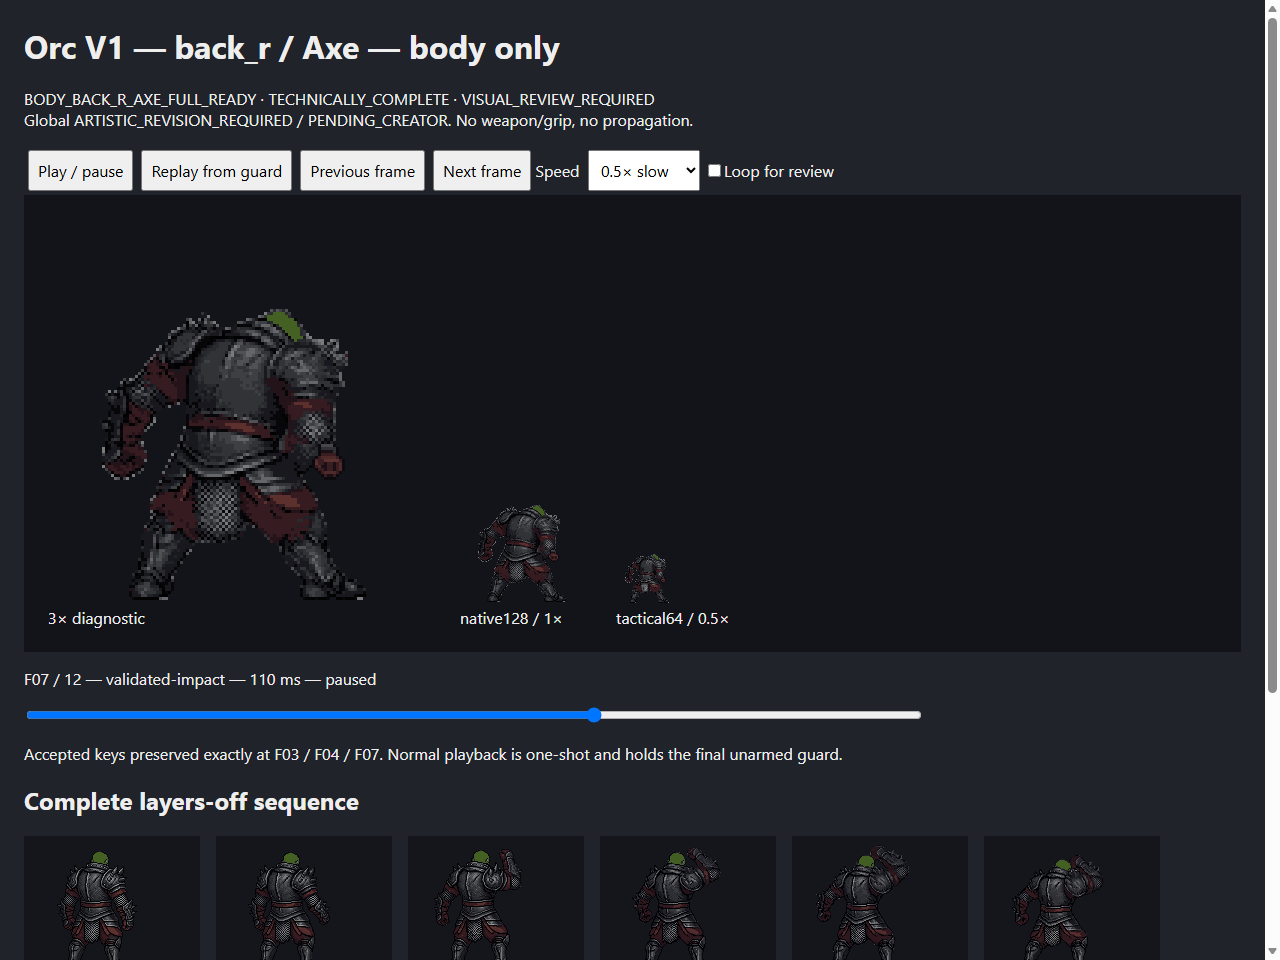 Orc V1 — back_r / Axe — body only
BODY_BACK_R_AXE_FULL_READY · TECHNICALLY_COMPLETE · VISUAL_REVIEW_REQUIRED
Global ARTISTIC_REVISION_REQUIRED / PENDING_CREATOR. No weapon/grip, no propagation.
Play / pause Replay from guard Previous frame Next frame Speed 0.5× slow Loop for review
3× diagnostic native128 / 1× tactical64 / 0.5×
F07 / 12 — validated-impact — 110 ms — paused
Accepted keys preserved exactly at F03 / F04 / F07. Normal playback is one-shot and holds the final unarmed guard.
Complete layers-off sequence